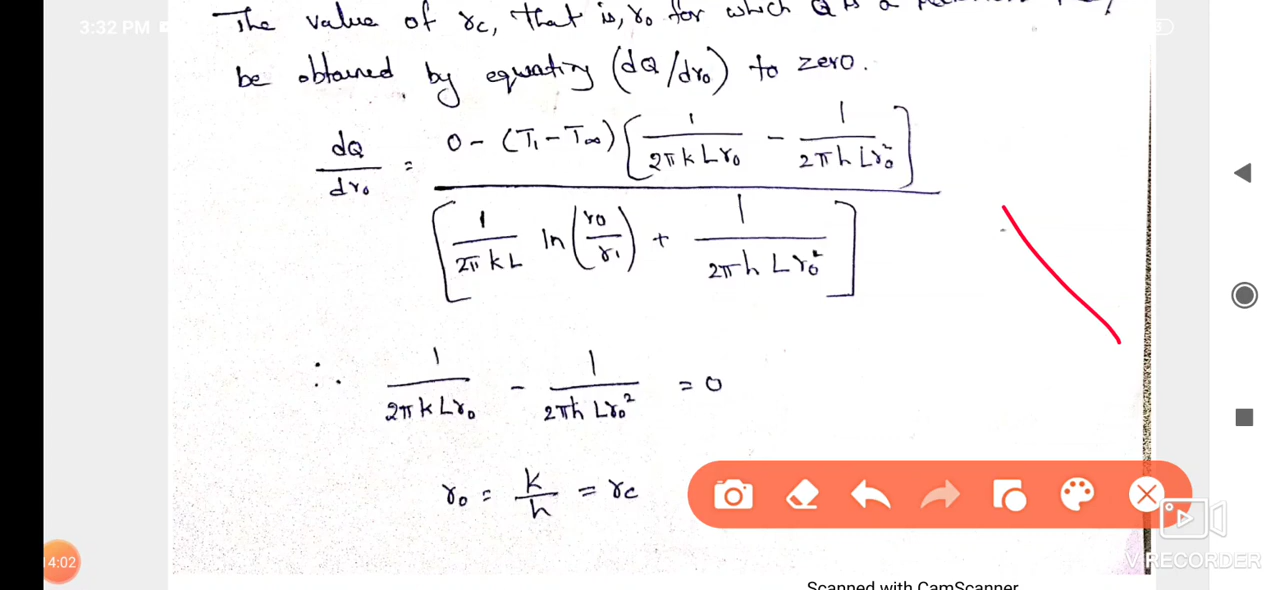 3:32 PM
The value of rc, that is, r₀ for which Q is a
be obtained by equating (dQ/dr₀) to zero.
dQ/dr₀ = 0 - (T₁ - T∞) [1/(2πkLr₀) - 1/(2πhLr₀²)] / [1/(2πkL) ln(r₀/r₁) + 1/(2πhLr₀²)]
∴ 1/(2πkLr₀) - 1/(2πhLr₀²) = 0
r₀ = k/h = rc
VRECORDER
14:02
Scanned with CamScanner